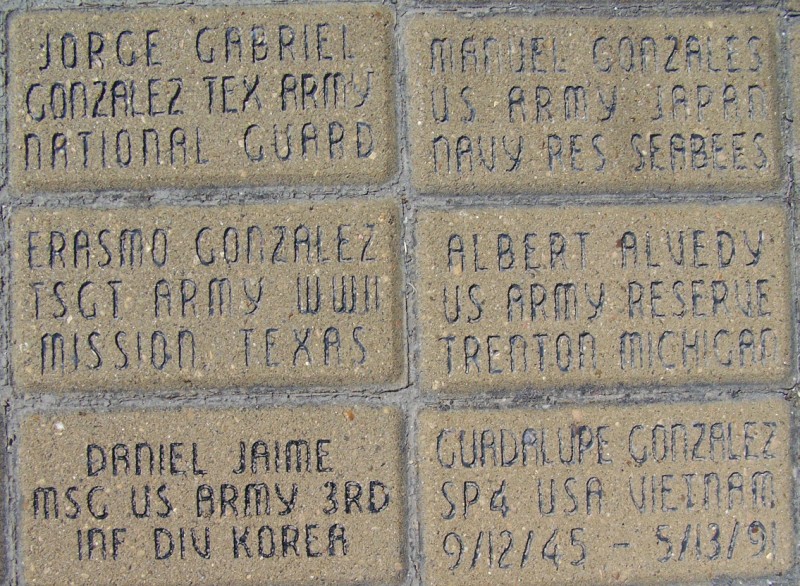 JORGE GABRIEL
GONZALEZ TEX ARMY
NATIONAL GUARD
MANUEL GONZALES
US ARMY JAPAN
NAVY RES SEABEES
ERASMO GONZALEZ
TSGT ARMY WWII
MISSION TEXAS
ALBERT ALVEDY
US ARMY RESERVE
TRENTON MICHIGAN
DANIEL JAIME
MSG US ARMY 3RD
INF DIV KOREA
GUADALUPE GONZALEZ
SP4 USA VIETNAM
9/12/45 - 5/13/91